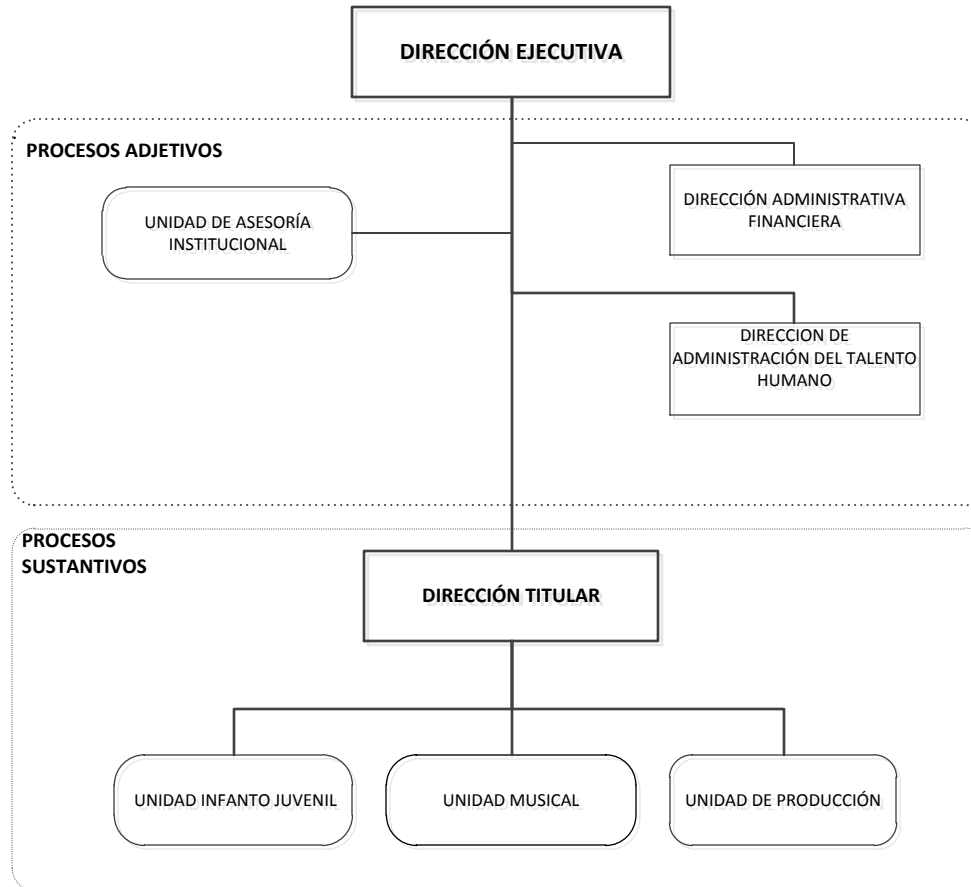 DIRECCIÓN EJECUTIVA
PROCESOS ADJETIVOS
UNIDAD DE ASESORÍA
INSTITUCIONAL
DIRECCIÓN ADMINISTRATIVA
FINANCIERA
DIRECCION DE
ADMINISTRACIÓN DEL TALENTO
HUMANO
PROCESOS
SUSTANTIVOS
DIRECCIÓN TITULAR
UNIDAD INFANTO JUVENIL
UNIDAD MUSICAL
UNIDAD DE PRODUCCIÓN